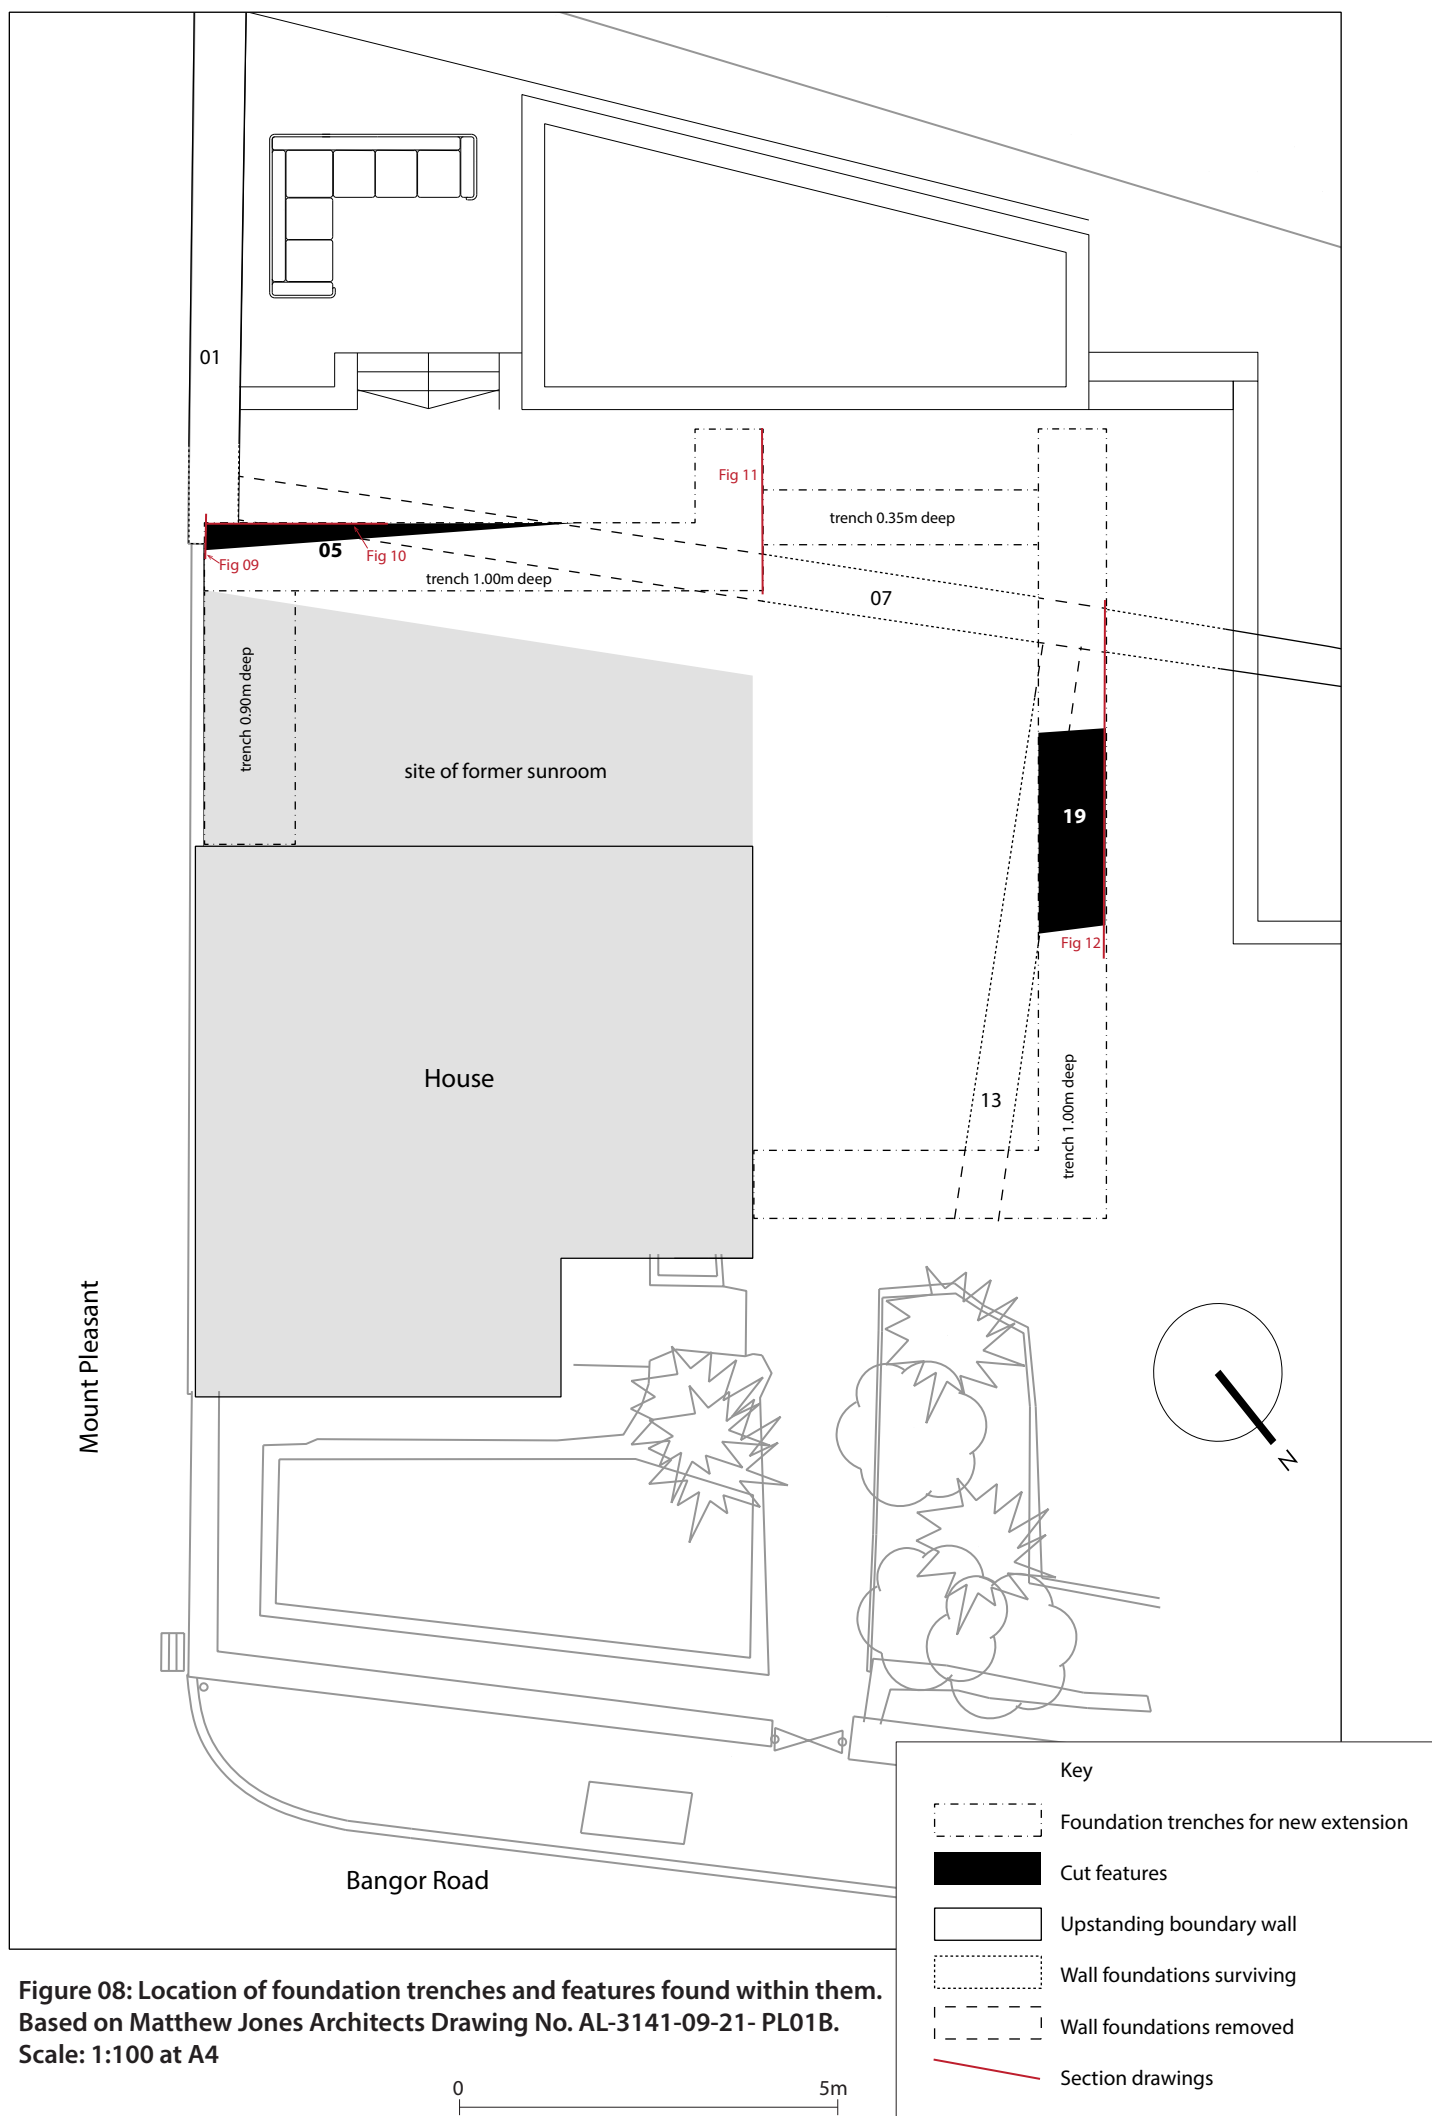 01
Fig 11
trench 0.35m deep
05
Fig 10
Fig 09
trench 1.00m deep
07
trench 0.90m deep
site of former sunroom
19
Fig 12
House
13
trench 1.00m deep
Mount Pleasant
N
Bangor Road
Key
Foundation trenches for new extension
Cut features
Upstanding boundary wall
Wall foundations surviving
Wall foundations removed
Section drawings
Figure 08: Location of foundation trenches and features found within them.
Based on Matthew Jones Architects Drawing No. AL-3141-09-21- PL01B.
Scale: 1:100 at A4
0 5m